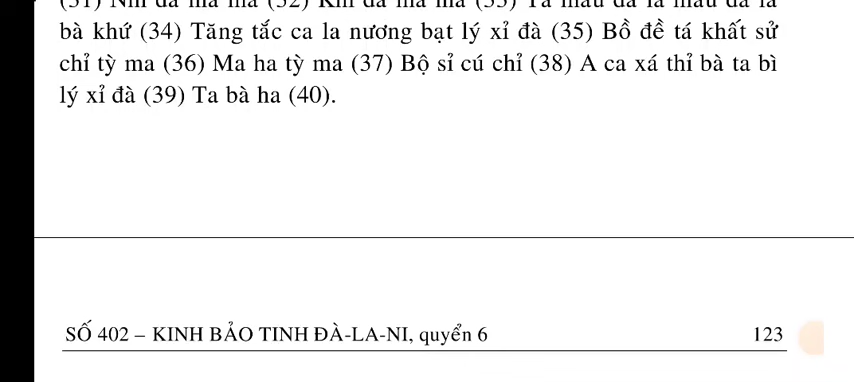 bà khứ (34) Tăng tắc ca la nương bạt lý xỉ đà (35) Bồ đề tá khất sử
chỉ tỳ ma (36) Ma ha tỳ ma (37) Bộ sỉ cú chỉ (38) A ca xá thỉ bà ta bì
lý xỉ đà (39) Ta bà ha (40).
SỐ 402 – KINH BẢO TINH ĐÀ-LA-NI, quyển 6 123